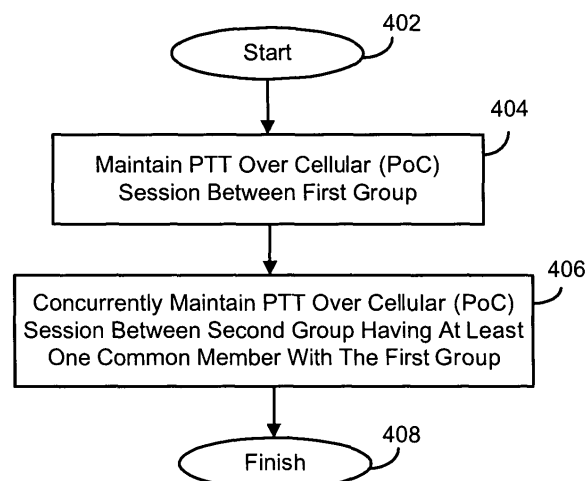 402
Start
404
Maintain PTT Over Cellular (PoC)
Session Between First Group
406
Concurrently Maintain PTT Over Cellular (PoC)
Session Between Second Group Having At Least
One Common Member With The First Group
408
Finish